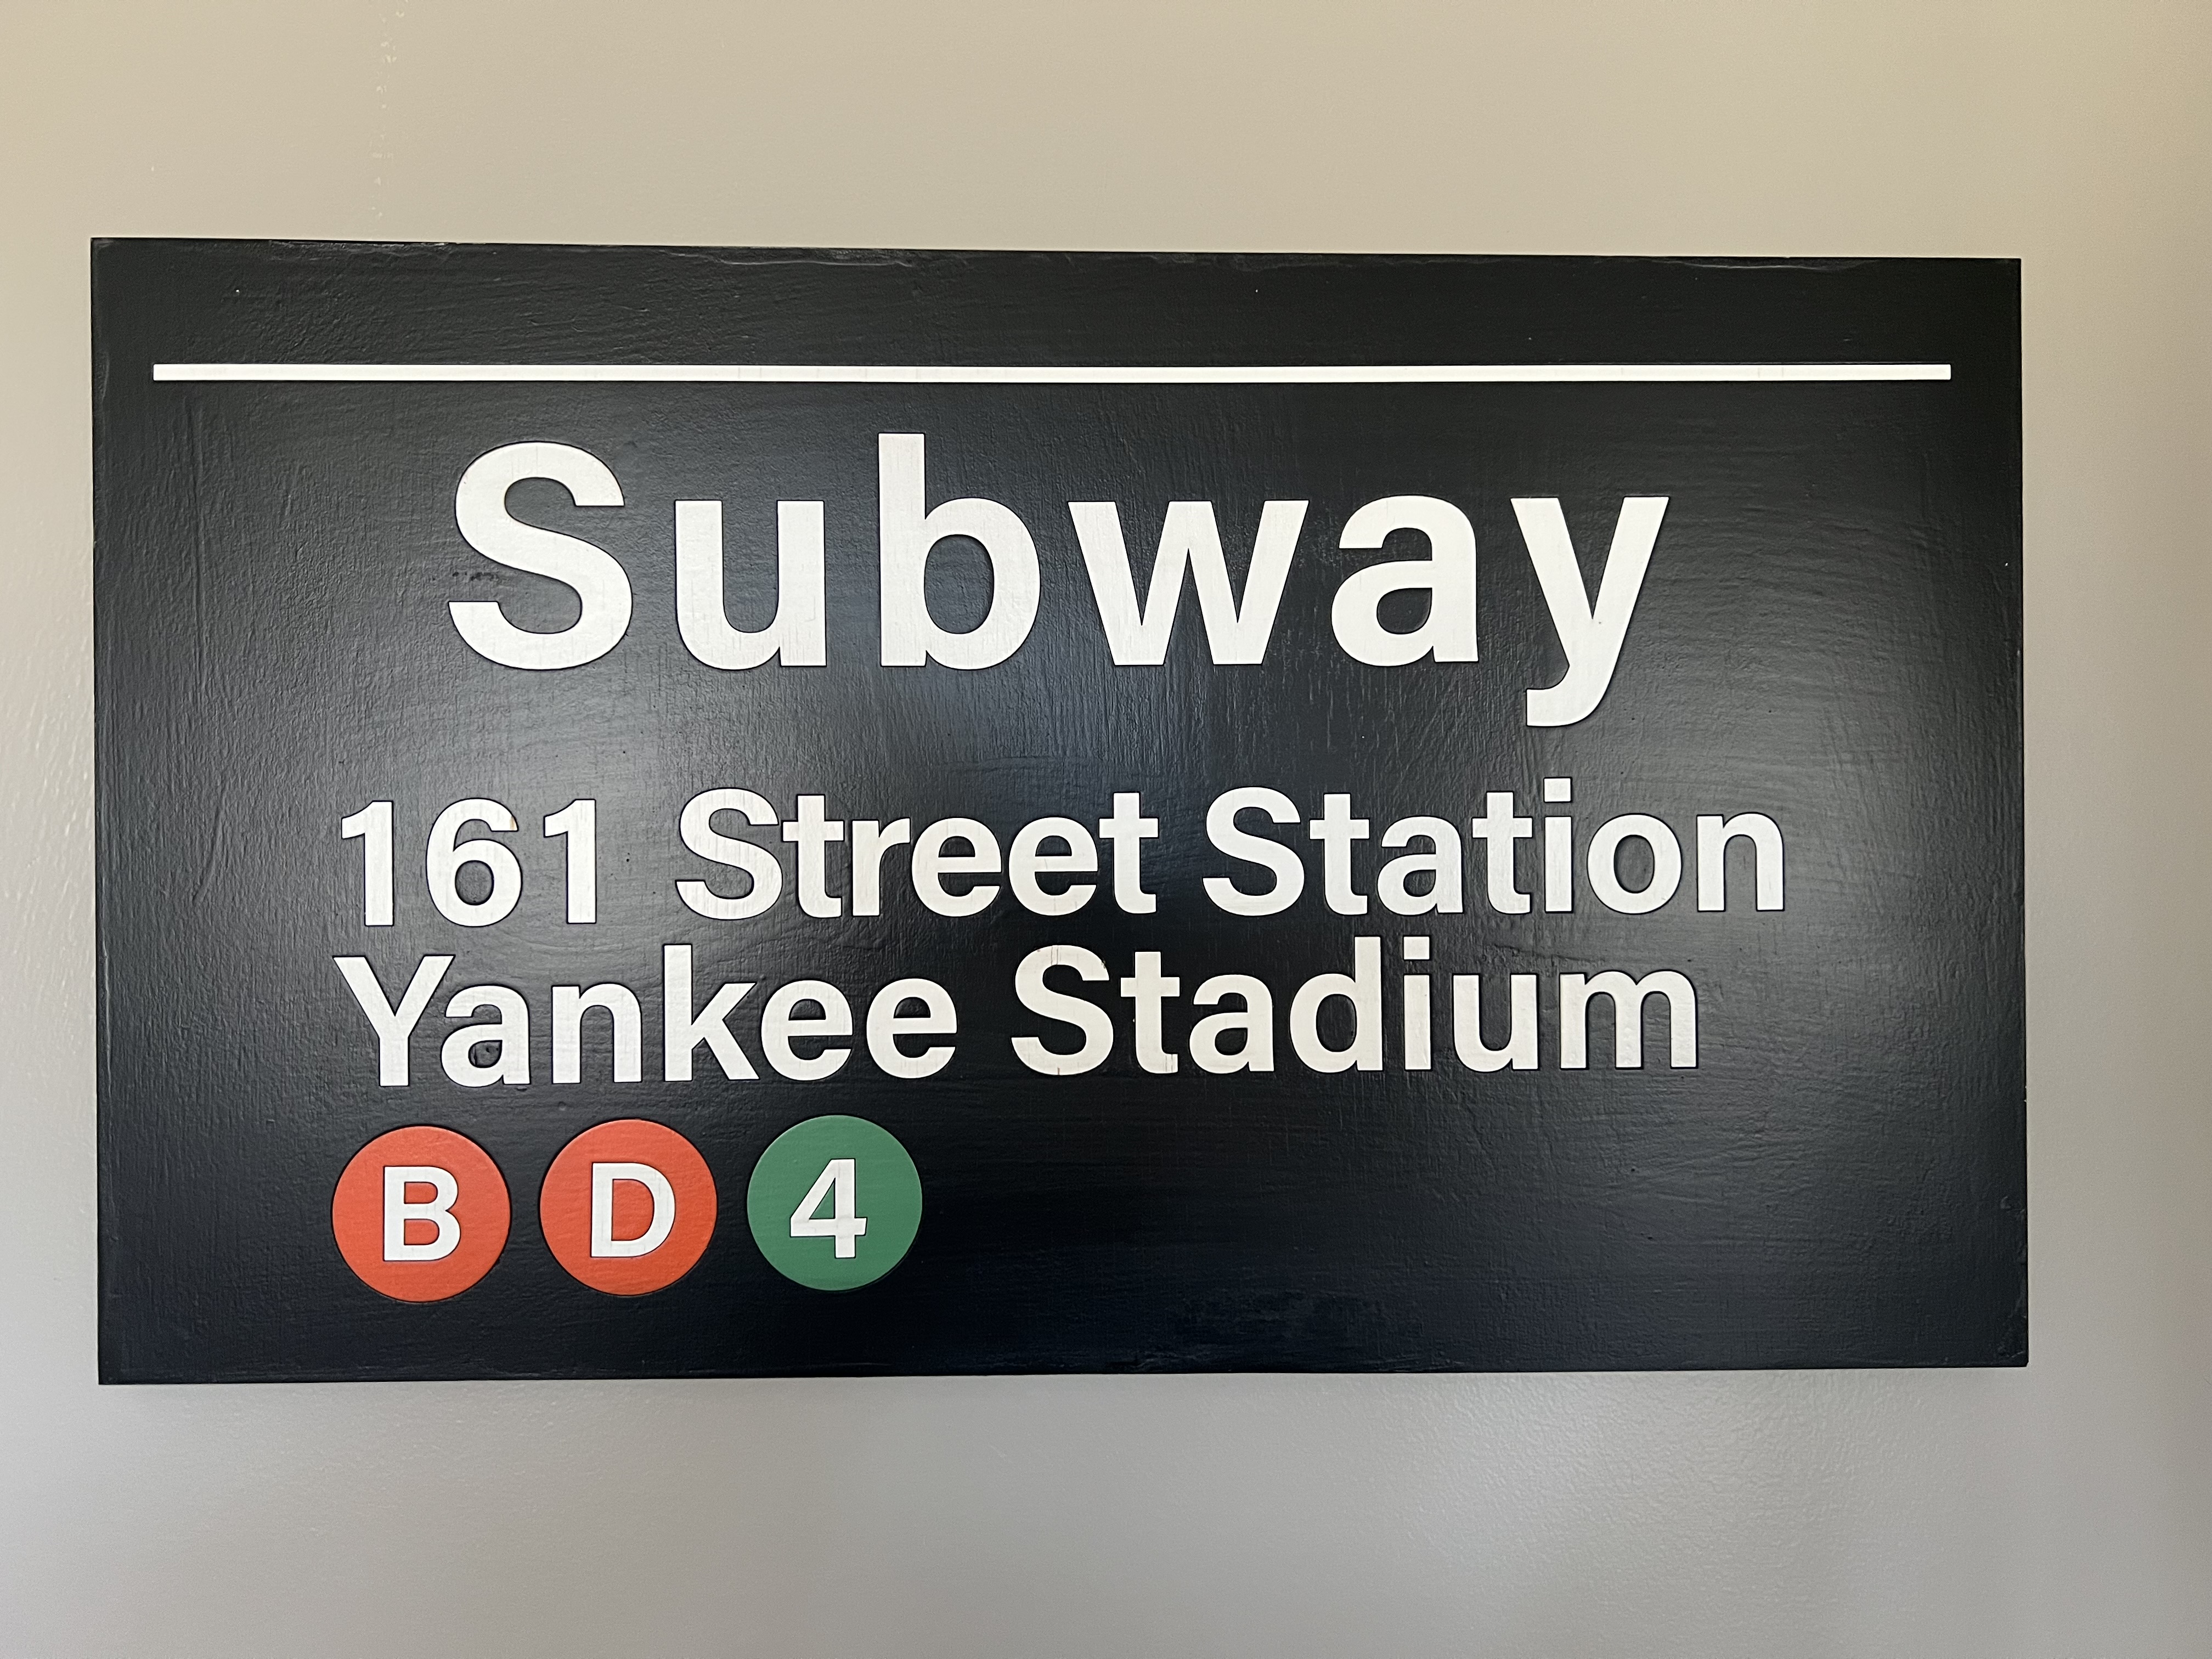 Subway
161 Street Station
Yankee Stadium
B D 4